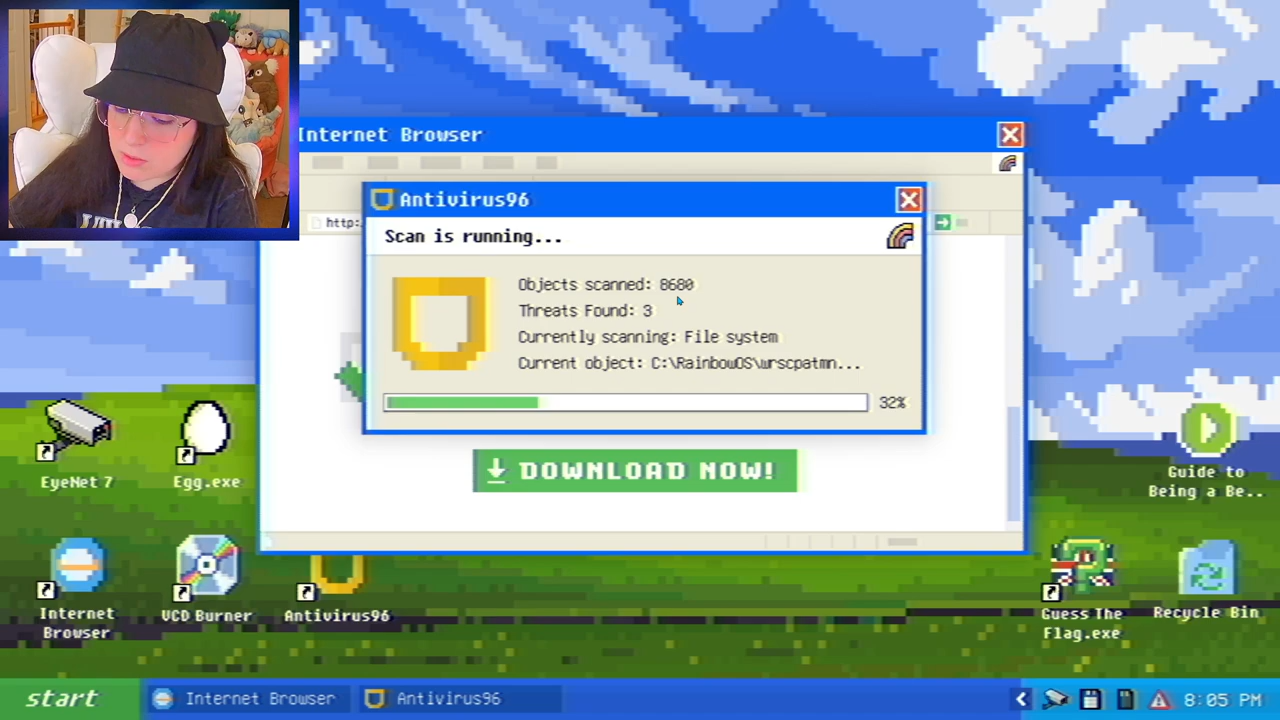 Internet Browser
http:
Antivirus96
Scan is running...
Objects scanned: 8680
Threats Found: 3
Currently scanning: File system
Current object: C:\RainbowOS\wrscpatmn...
32%
DOWNLOAD NOW!
EyeNet 7
Egg.exe
Guide to
Being a Be..
Internet
Browser
VCD Burner
Antivirus96
Guess The
Flag.exe
Recycle Bin
start
Internet Browser
Antivirus96
8:05 PM